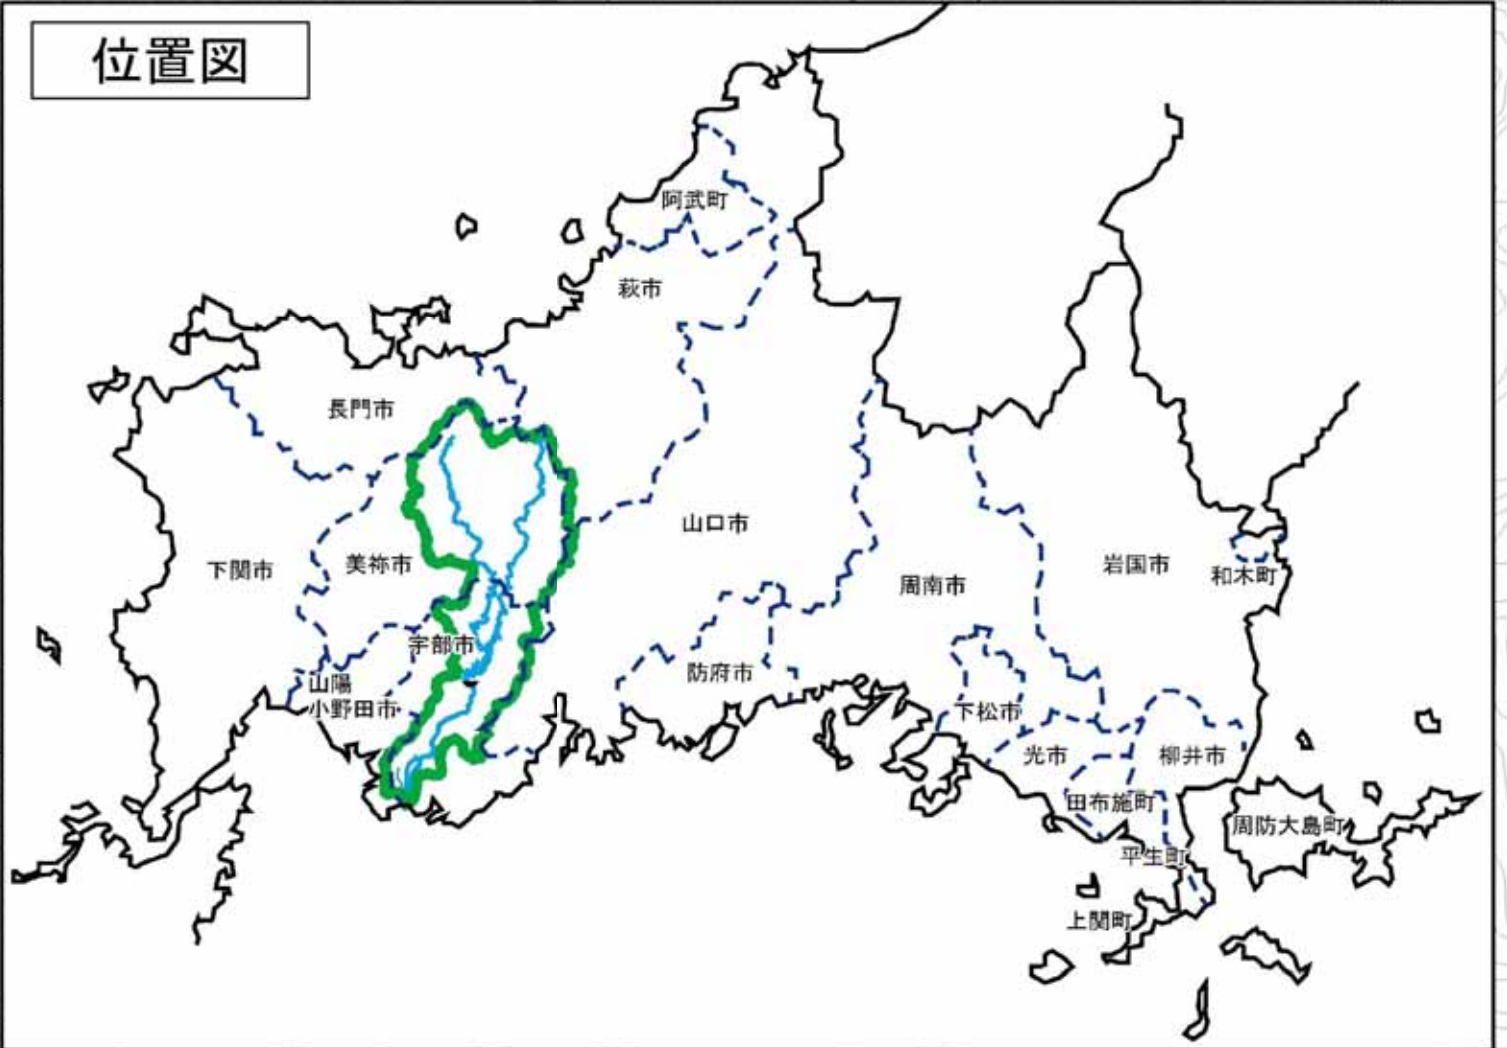 位置図
阿武町
萩市
長門市
山口市
下関市
美祢市
周南市
岩国市
和木町
宇部市
防府市
山陽
小野田市
下松市
光市
柳井市
田布施町
周防大島町
平生町
上関町